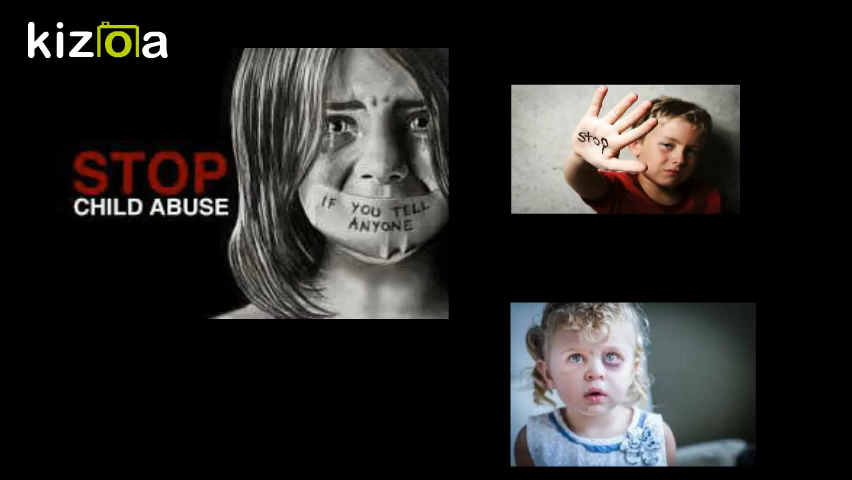 kizoa
STOP
CHILD ABUSE
IF YOU TELL
ANYONE
stop